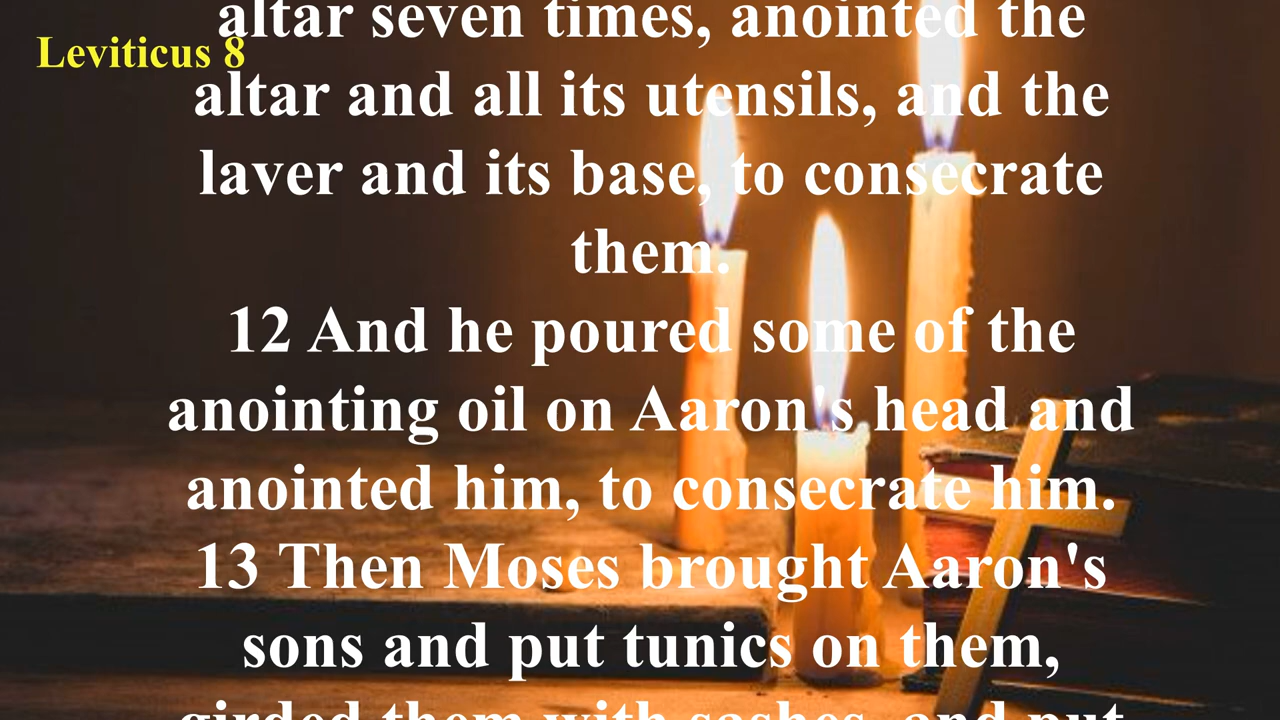 altar seven times, anointed the
Leviticus 8
altar and all its utensils, and the
laver and its base, to consecrate
them.
12 And he poured some of the
anointing oil on Aaron's head and
anointed him, to consecrate him.
13 Then Moses brought Aaron's
sons and put tunics on them,
girded them with sashes, and put